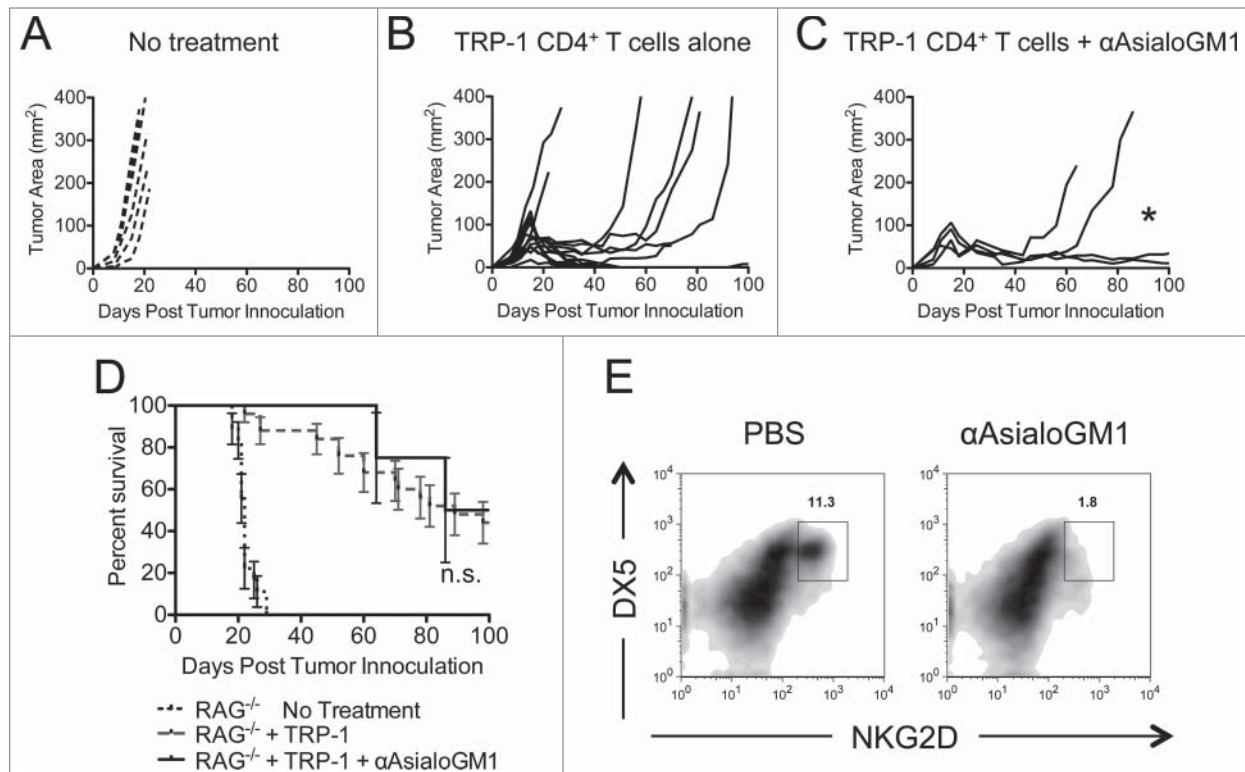 A
No treatment
Tumor Area (mm²)
400
300
200
100
0
0 20 40 60 80 100
Days Post Tumor Innoculation
B
TRP-1 CD4⁺ T cells alone
Tumor Area (mm²)
400
300
200
100
0
0 20 40 60 80 100
Days Post Tumor Innoculation
C
TRP-1 CD4⁺ T cells + αAsialoGM1
Tumor Area (mm²)
400
300
200
100
0
*
0 20 40 60 80 100
Days Post Tumor Innoculation
D
Percent survival
100
80
60
40
20
0
n.s.
0 20 40 60 80 100
Days Post Tumor Innoculation
RAG⁻/⁻ No Treatment
RAG⁻/⁻ + TRP-1
RAG⁻/⁻ + TRP-1 + αAsialoGM1
E
PBS
αAsialoGM1
DX5
10⁴
10³
10²
10¹
10⁰
11.3
10⁰ 10¹ 10² 10³ 10⁴
10⁴
10³
10²
10¹
10⁰
1.8
10⁰ 10¹ 10² 10³ 10⁴
NKG2D